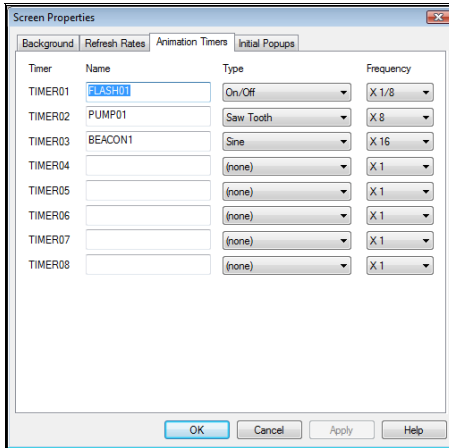 Screen Properties
Background Refresh Rates Animation Timers Initial Popups
Timer Name Type Frequency
TIMER01 FLASH01 On/Off X 1/8
TIMER02 PUMP01 Saw Tooth X 8
TIMER03 BEACON1 Sine X 16
TIMER04 (none) X 1
TIMER05 (none) X 1
TIMER06 (none) X 1
TIMER07 (none) X 1
TIMER08 (none) X 1
OK Cancel Apply Help